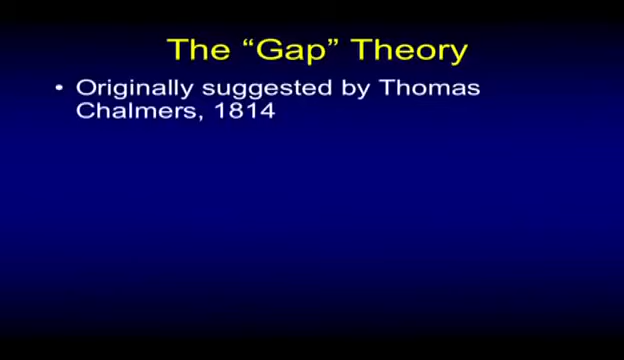 The “Gap” Theory
• Originally suggested by Thomas
Chalmers, 1814